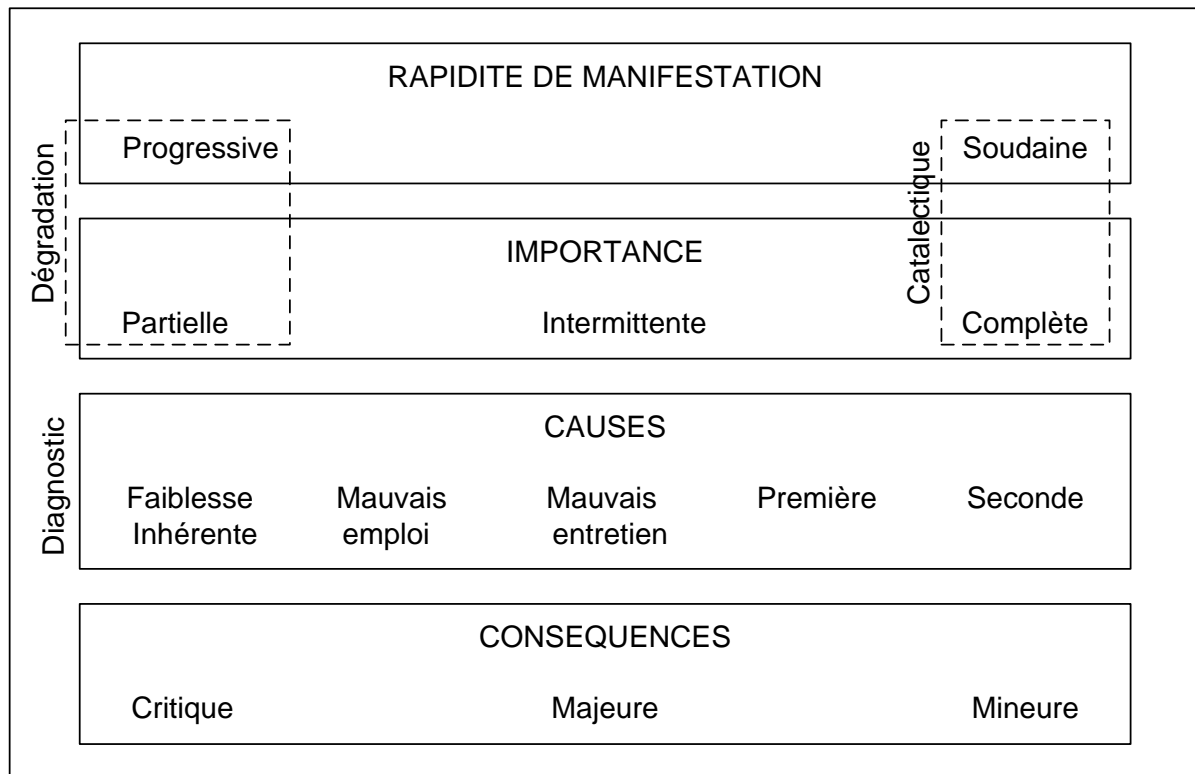 RAPIDITE DE MANIFESTATION
Progressive
Soudaine
Dégradation
Catalectique
IMPORTANCE
Partielle
Intermittente
Complète
Diagnostic
CAUSES
Faiblesse
Inhérente
Mauvais
emploi
Mauvais
entretien
Première
Seconde
CONSEQUENCES
Critique
Majeure
Mineure